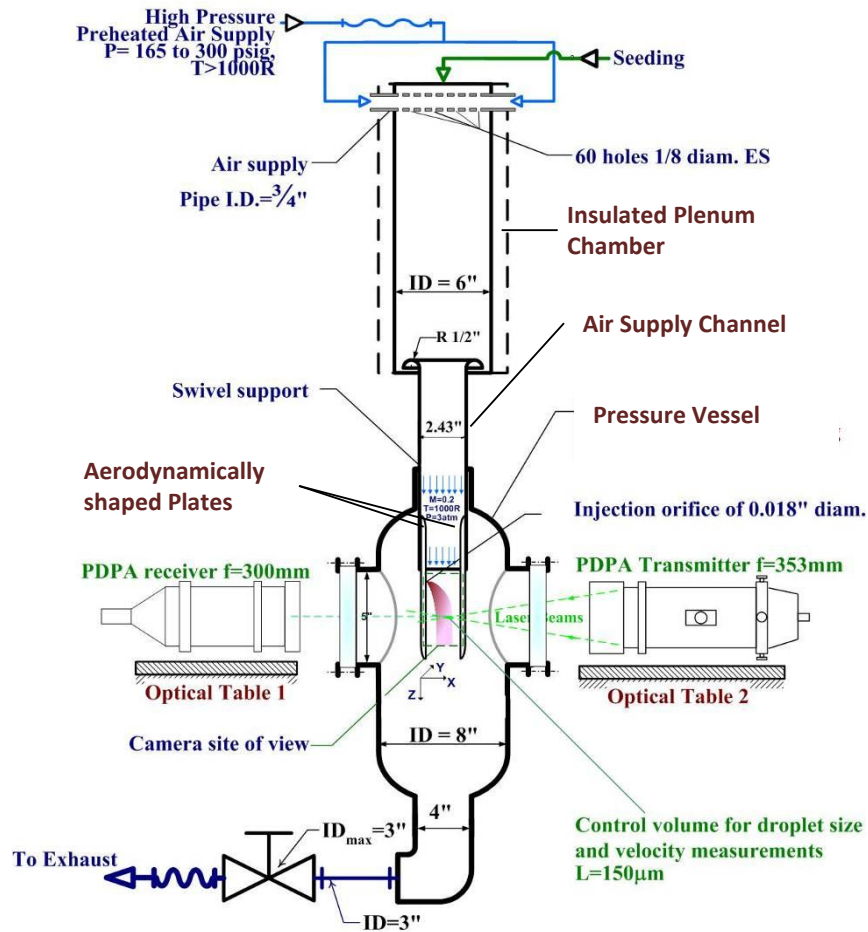 High Pressure
Preheated Air Supply
P= 165 to 300 psig,
T>1000R
Seeding
Air supply
Pipe I.D.=3/4"
60 holes 1/8 diam. ES
Insulated Plenum
Chamber
ID = 6"
R 1/2"
Air Supply Channel
Swivel support
2.43"
Pressure Vessel
Aerodynamically
shaped Plates
M=0.2
T=1000R
P=3atm
Injection orifice of 0.018" diam.
PDPA receiver f=300mm
PDPA Transmitter f=353mm
5"
Laser Beams
Optical Table 1
Optical Table 2
Y
X
Z
Camera site of view
ID = 8"
4"
Control volume for droplet size
and velocity measurements
L=150μm
IDmax=3"
To Exhaust
ID=3"